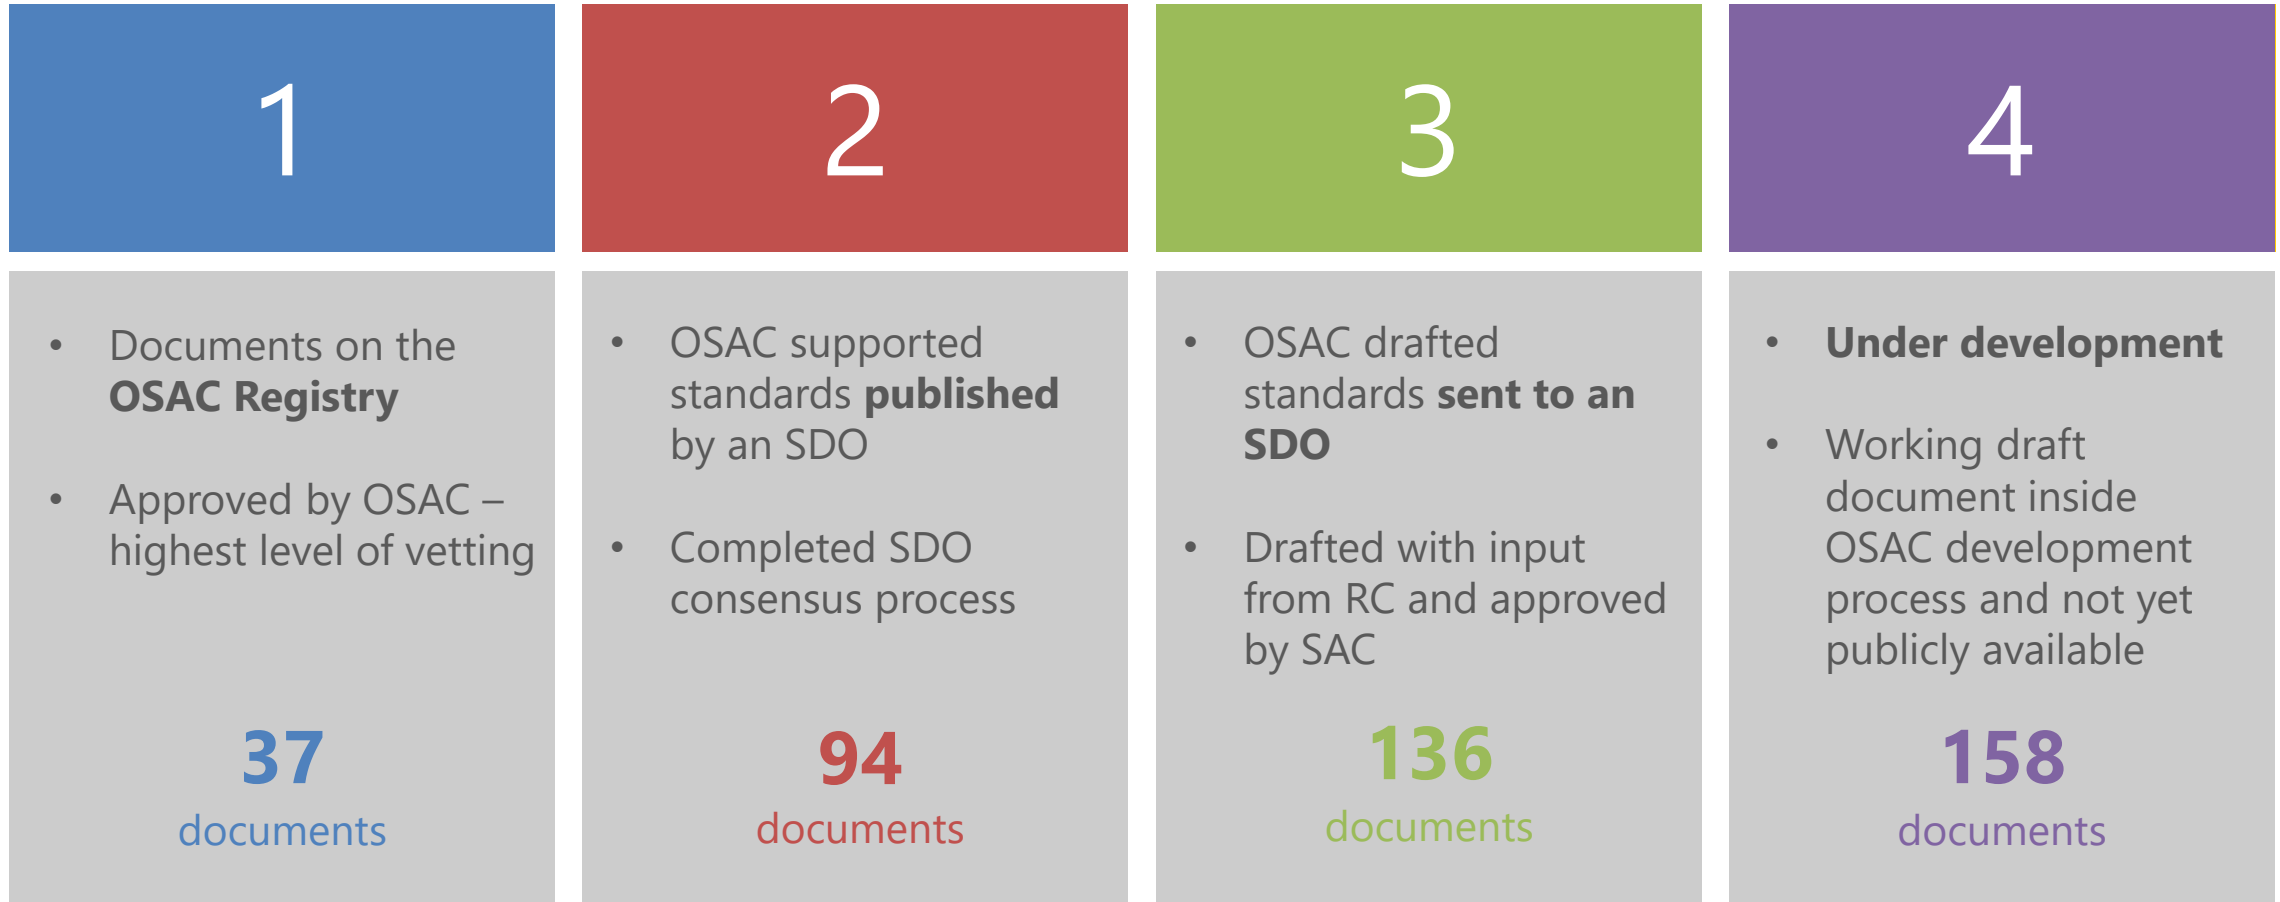 1
• Documents on the
OSAC Registry
• Approved by OSAC –
highest level of vetting
37
documents
2
• OSAC supported
standards published
by an SDO
• Completed SDO
consensus process
94
documents
3
• OSAC drafted
standards sent to an
SDO
• Drafted with input
from RC and approved
by SAC
136
documents
4
• Under development
• Working draft
document inside
OSAC development
process and not yet
publicly available
158
documents